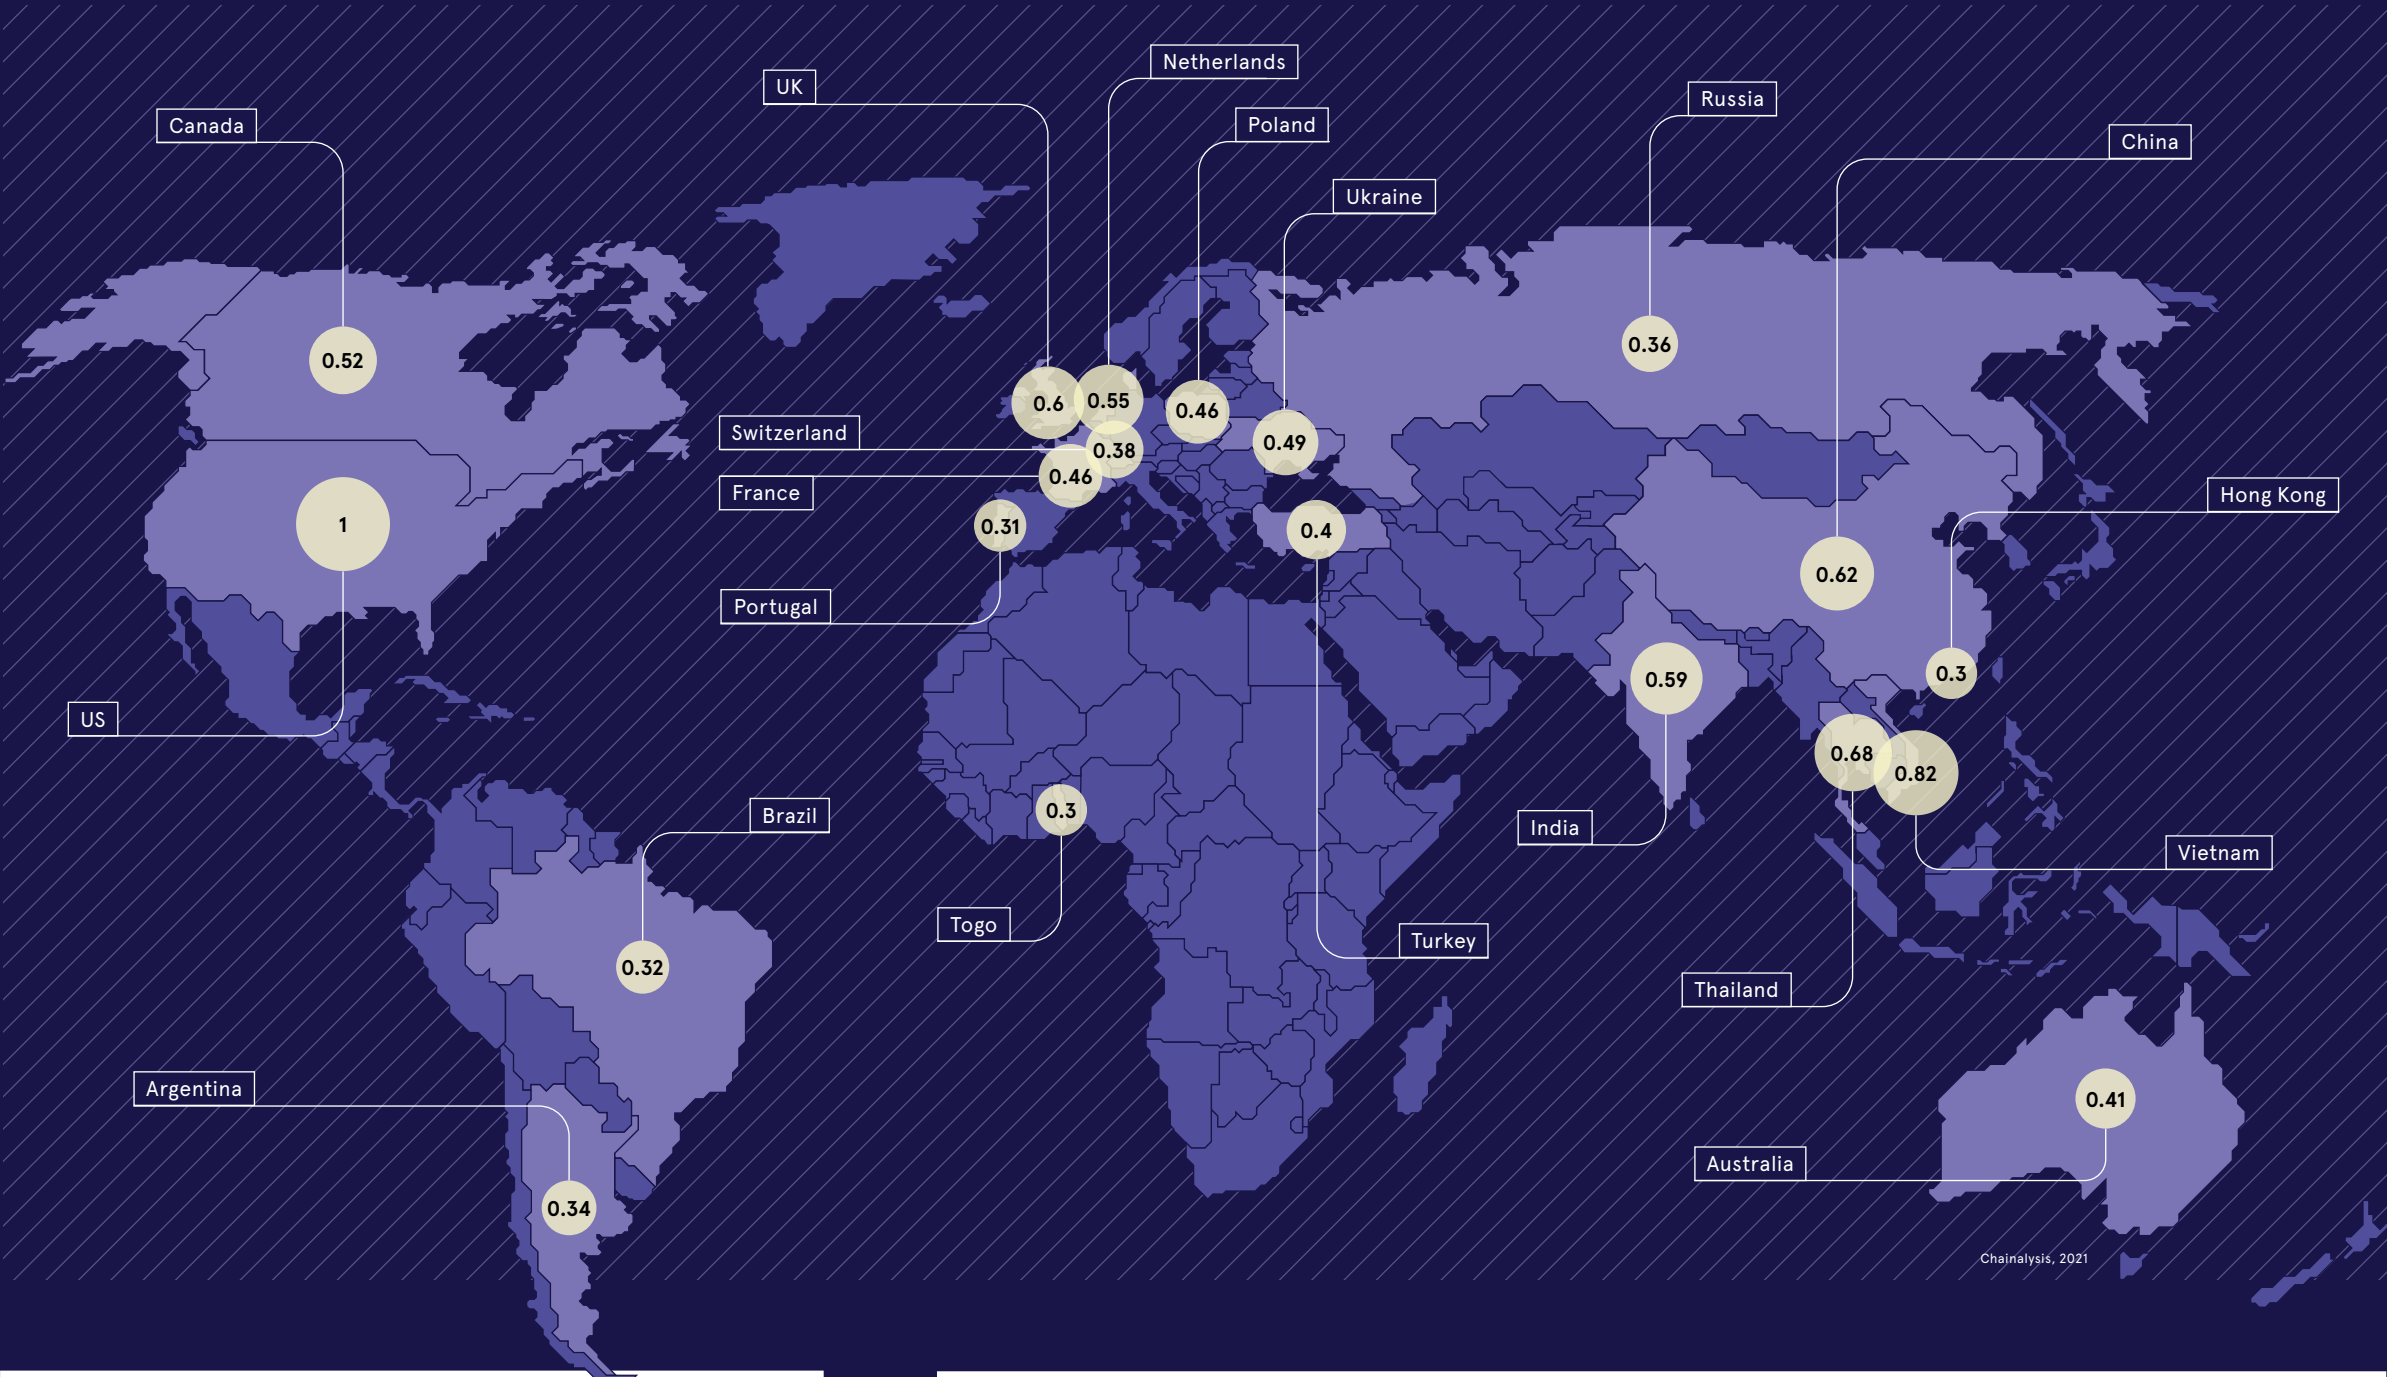 Netherlands
UK
Russia
Canada
Poland
China
Ukraine
0.36
0.52
0.6
0.55
0.46
Switzerland
0.49
0.38
0.46
France
Hong Kong
1
0.31
0.4
0.62
Portugal
0.3
0.59
US
0.68
0.82
Brazil
0.3
India
Vietnam
Togo
Turkey
0.32
Thailand
Argentina
0.41
Australia
0.34
Chainalysis, 2021